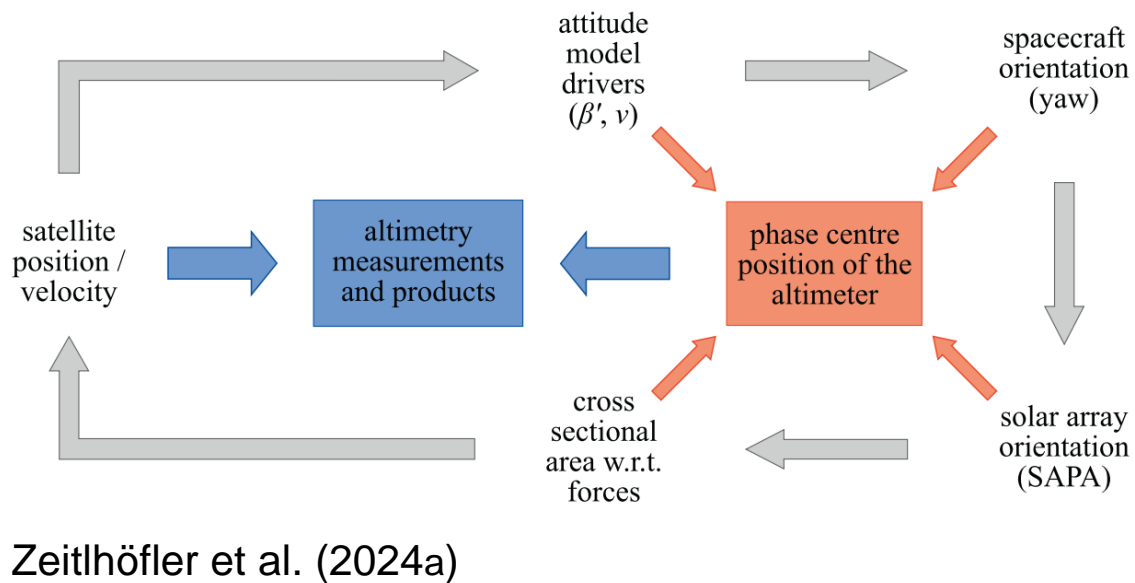 attitude
model
drivers
(β′, ν)
spacecraft
orientation
(yaw)
satellite
position /
velocity
altimetry
measurements
and products
phase centre
position of the
altimeter
cross
sectional
area w.r.t.
forces
solar array
orientation
(SAPA)
Zeitlhöfler et al. (2024a)